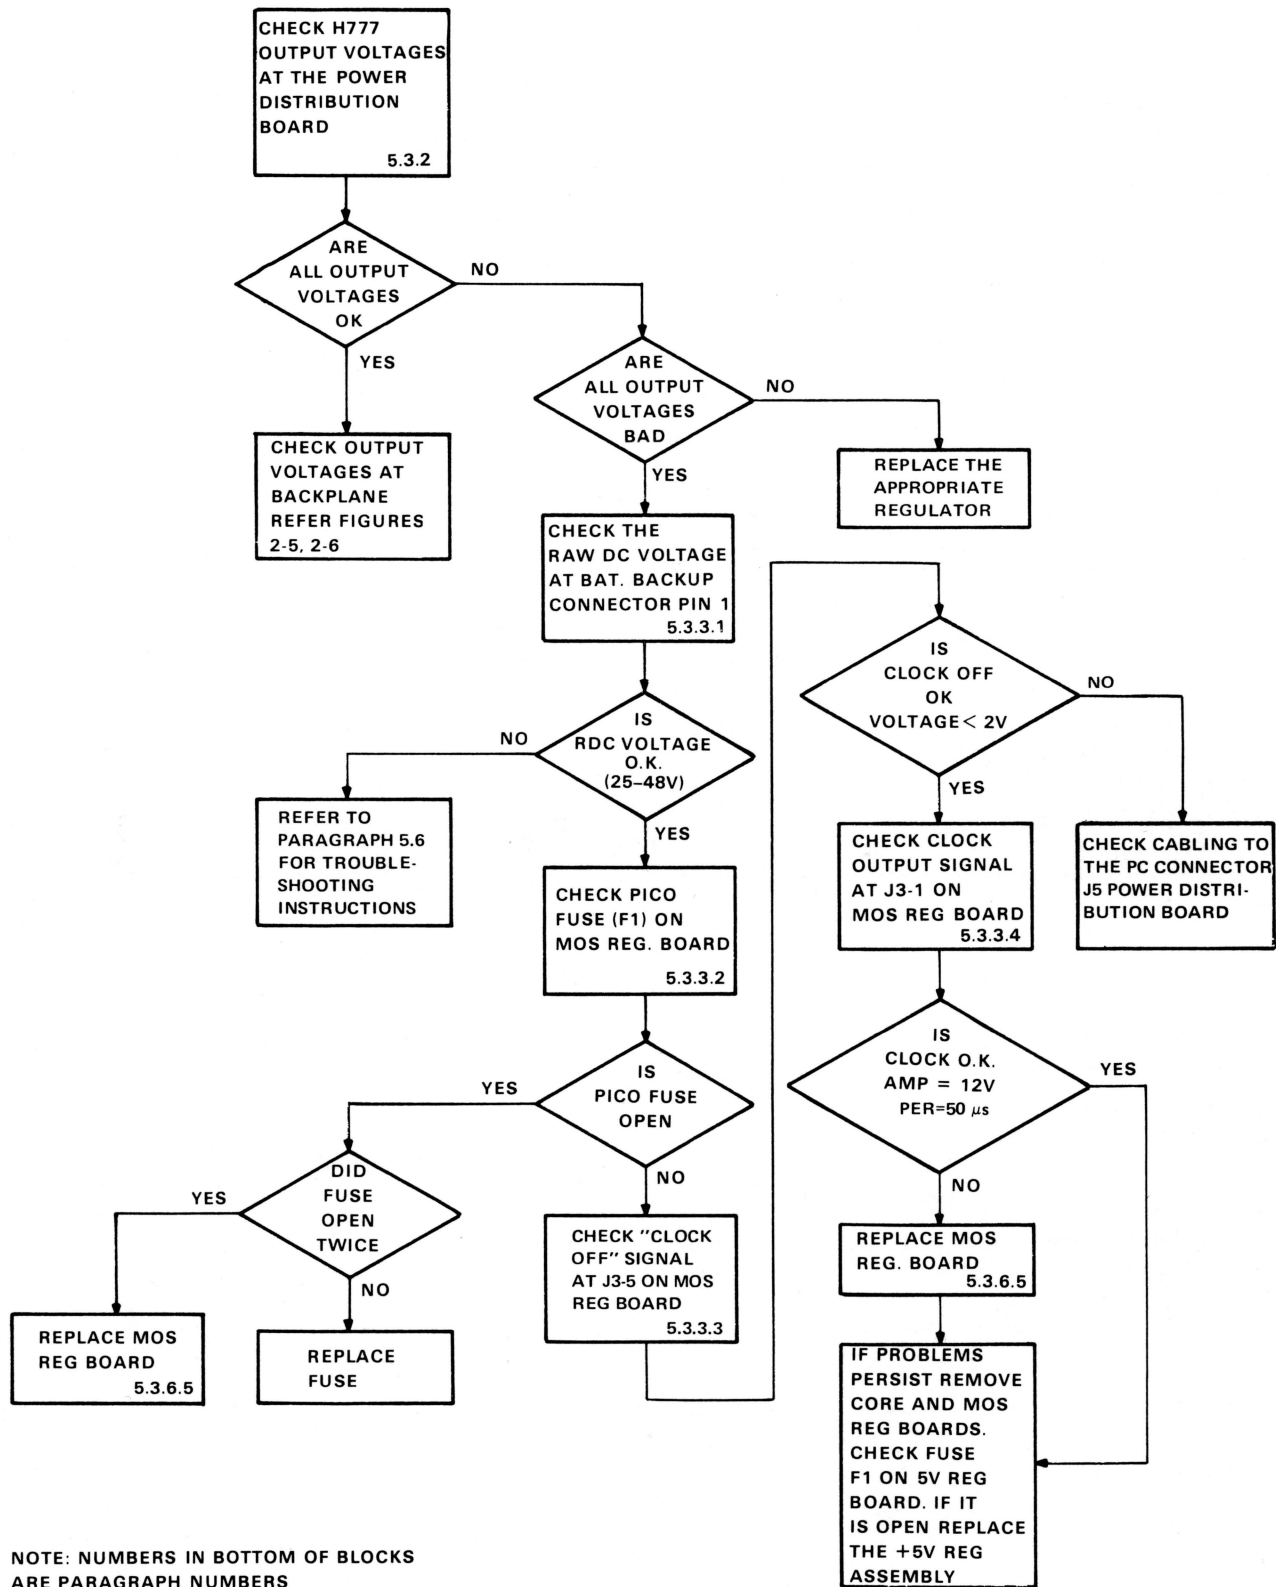 CHECK H777
OUTPUT VOLTAGES
AT THE POWER
DISTRIBUTION
BOARD
5.3.2
ARE
ALL OUTPUT
VOLTAGES
OK
NO
YES
CHECK OUTPUT
VOLTAGES AT
BACKPLANE
REFER FIGURES
2-5, 2-6
ARE
ALL OUTPUT
VOLTAGES
BAD
NO
YES
REPLACE THE
APPROPRIATE
REGULATOR
CHECK THE
RAW DC VOLTAGE
AT BAT. BACKUP
CONNECTOR PIN 1
5.3.3.1
IS
RDC VOLTAGE
O.K.
(25–48V)
NO
YES
REFER TO
PARAGRAPH 5.6
FOR TROUBLE-
SHOOTING
INSTRUCTIONS
CHECK PICO
FUSE (F1) ON
MOS REG. BOARD
5.3.3.2
IS
PICO FUSE
OPEN
YES
NO
DID
FUSE
OPEN
TWICE
YES
NO
REPLACE MOS
REG BOARD
5.3.6.5
REPLACE
FUSE
CHECK "CLOCK
OFF" SIGNAL
AT J3-5 ON MOS
REG BOARD
5.3.3.3
IS
CLOCK OFF
OK
VOLTAGE < 2V
NO
YES
CHECK CLOCK
OUTPUT SIGNAL
AT J3-1 ON
MOS REG BOARD
5.3.3.4
CHECK CABLING TO
THE PC CONNECTOR
J5 POWER DISTRI-
BUTION BOARD
IS
CLOCK O.K.
AMP = 12V
PER=50 µs
YES
NO
REPLACE MOS
REG. BOARD
5.3.6.5
IF PROBLEMS
PERSIST REMOVE
CORE AND MOS
REG BOARDS.
CHECK FUSE
F1 ON 5V REG
BOARD. IF IT
IS OPEN REPLACE
THE +5V REG
ASSEMBLY
NOTE: NUMBERS IN BOTTOM OF BLOCKS
ARE PARAGRAPH NUMBERS